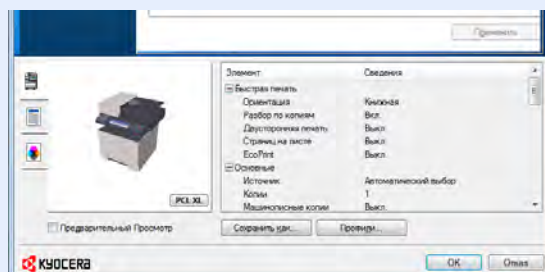 Применить
Элемент Сведения
Быстрая печать
Ориентация Книжная
Разбор по копиям Вкл.
Двусторонняя печать Выкл.
Страниц на листе Выкл.
EcoPrint Выкл.
Основные
Источник Автоматический выбор
Копии 1
Машинописные копии Выкл.
PCL XL
Предварительный Просмотр Сохранить как... Профили...
KYOCERA OK Отказ